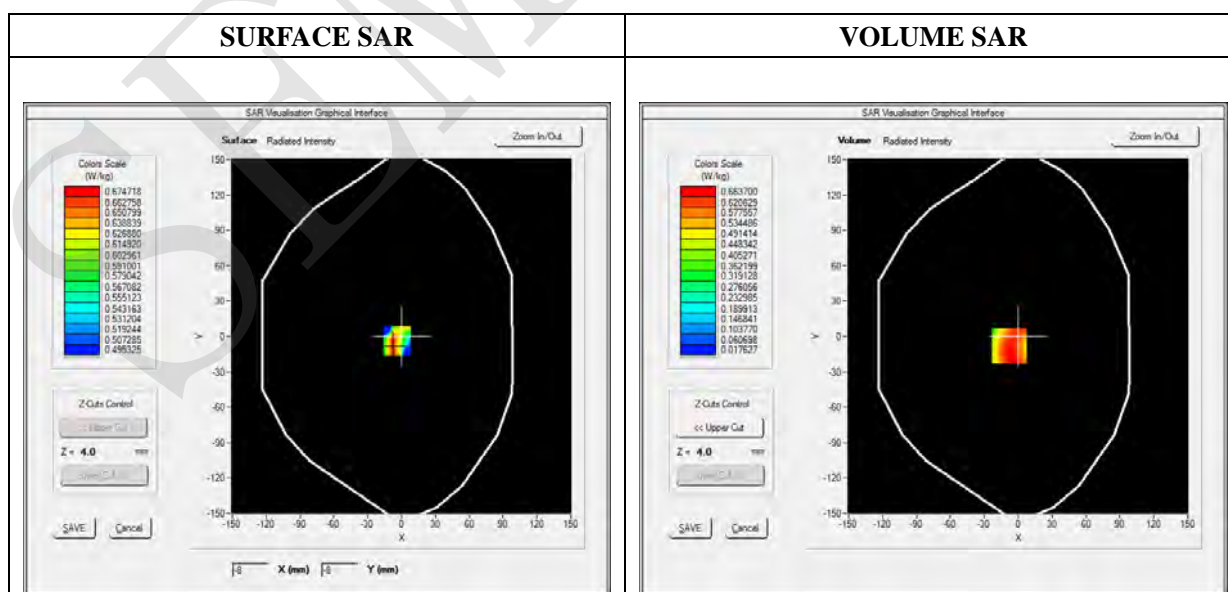 SURFACE SAR
VOLUME SAR
SAR Visualisation Graphical Interface
Surface Radiated Intensity
Zoom In/Out
Colors Scale
(W/kg)
0.674718
0.662758
0.650799
0.638839
0.626880
0.614920
0.602961
0.591001
0.579042
0.567082
0.555123
0.543163
0.531204
0.519244
0.507285
0.495325
150
120
90
60
30
0
-30
-60
-90
-120
-150
Y
-150 -120 -90 -60 -30 0 30 60 90 120 150
X
Z-Cuts Control
<< Upper Cut
Z = 4.0 mm
SAVE Cancel
-8 X (mm) -8 Y (mm)
SAR Visualisation Graphical Interface
Volume Radiated Intensity
Zoom In/Out
Colors Scale
(W/kg)
0.663700
0.620629
0.577557
0.534486
0.491414
0.448342
0.405271
0.362199
0.319128
0.276056
0.232985
0.189913
0.146841
0.103770
0.060698
0.017627
150
120
90
60
30
0
-30
-60
-90
-120
-150
Y
-150 -120 -90 -60 -30 0 30 60 90 120 150
X
Z-Cuts Control
<< Upper Cut
Z = 4.0 mm
SAVE Cancel